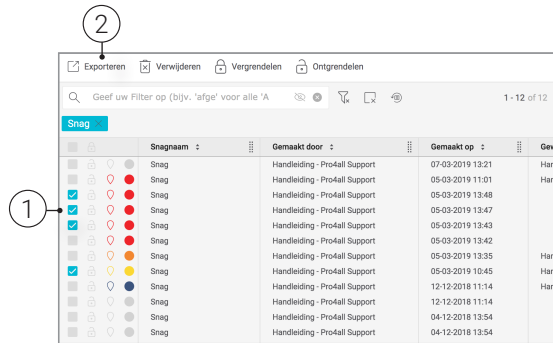 2
Exporteren Verwijderen Vergrendelen Ontgrendelen
Geef uw Filter op (bijv. 'afge' voor alle 'A 1 - 12 of 12
Snag ×
Snagnaam Gemaakt door Gemaakt op Gew
Snag Handleiding - Pro4all Support 07-03-2019 13:21 Han
Snag Handleiding - Pro4all Support 05-03-2019 11:01 Han
Snag Handleiding - Pro4all Support 05-03-2019 13:48
1 Snag Handleiding - Pro4all Support 05-03-2019 13:47
Snag Handleiding - Pro4all Support 05-03-2019 13:43
Snag Handleiding - Pro4all Support 05-03-2019 13:42
Snag Handleiding - Pro4all Support 05-03-2019 13:35 Han
Snag Handleiding - Pro4all Support 05-03-2019 10:45 Han
Snag Handleiding - Pro4all Support 12-12-2018 11:14 Han
Snag Handleiding - Pro4all Support 12-12-2018 11:14
Snag Handleiding - Pro4all Support 04-12-2018 13:54
Snag Handleiding - Pro4all Support 04-12-2018 13:54